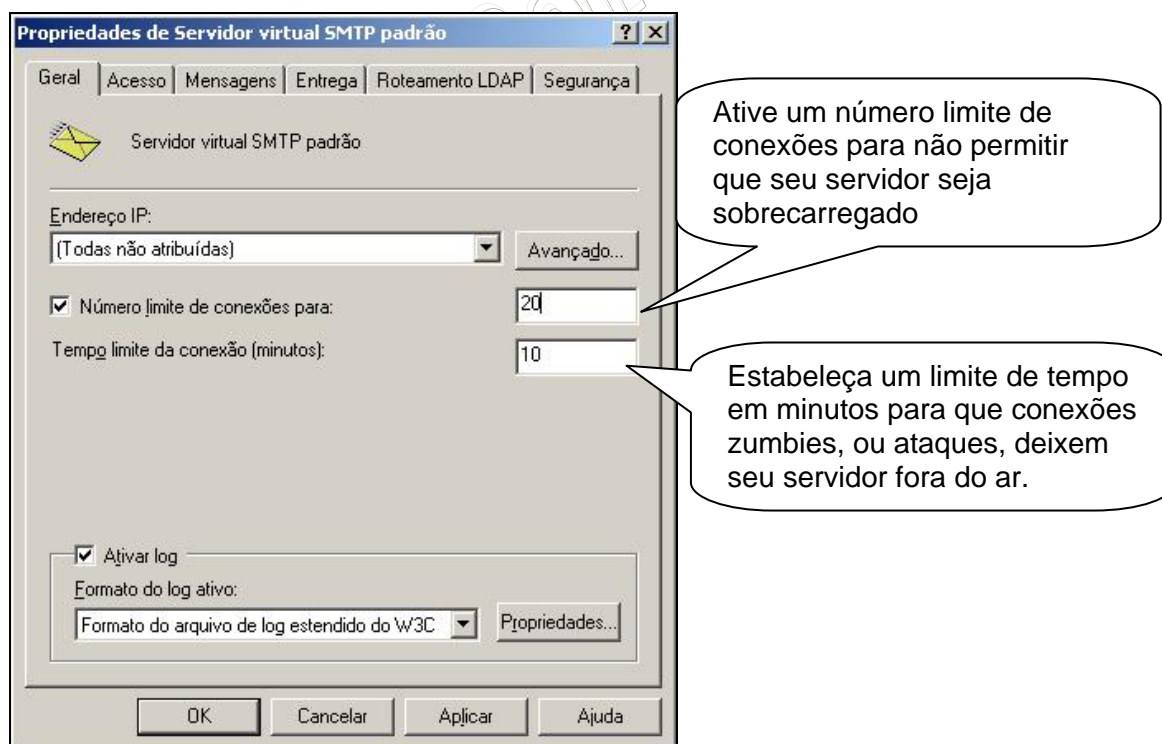 Propriedades de Servidor virtual SMTP padrão
Geral Acesso Mensagens Entrega Roteamento LDAP Segurança
Servidor virtual SMTP padrão
Endereço IP:
(Todas não atribuídas) Avançado...
Número limite de conexões para: 20
Tempo limite da conexão (minutos): 10
Ativar log
Formato do log ativo:
Formato do arquivo de log estendido do W3C Propriedades...
OK Cancelar Aplicar Ajuda
Ative um número limite de
conexões para não permitir
que seu servidor seja
sobrecarregado
Estabeleça um limite de tempo
em minutos para que conexões
zumbies, ou ataques, deixem
seu servidor fora do ar.